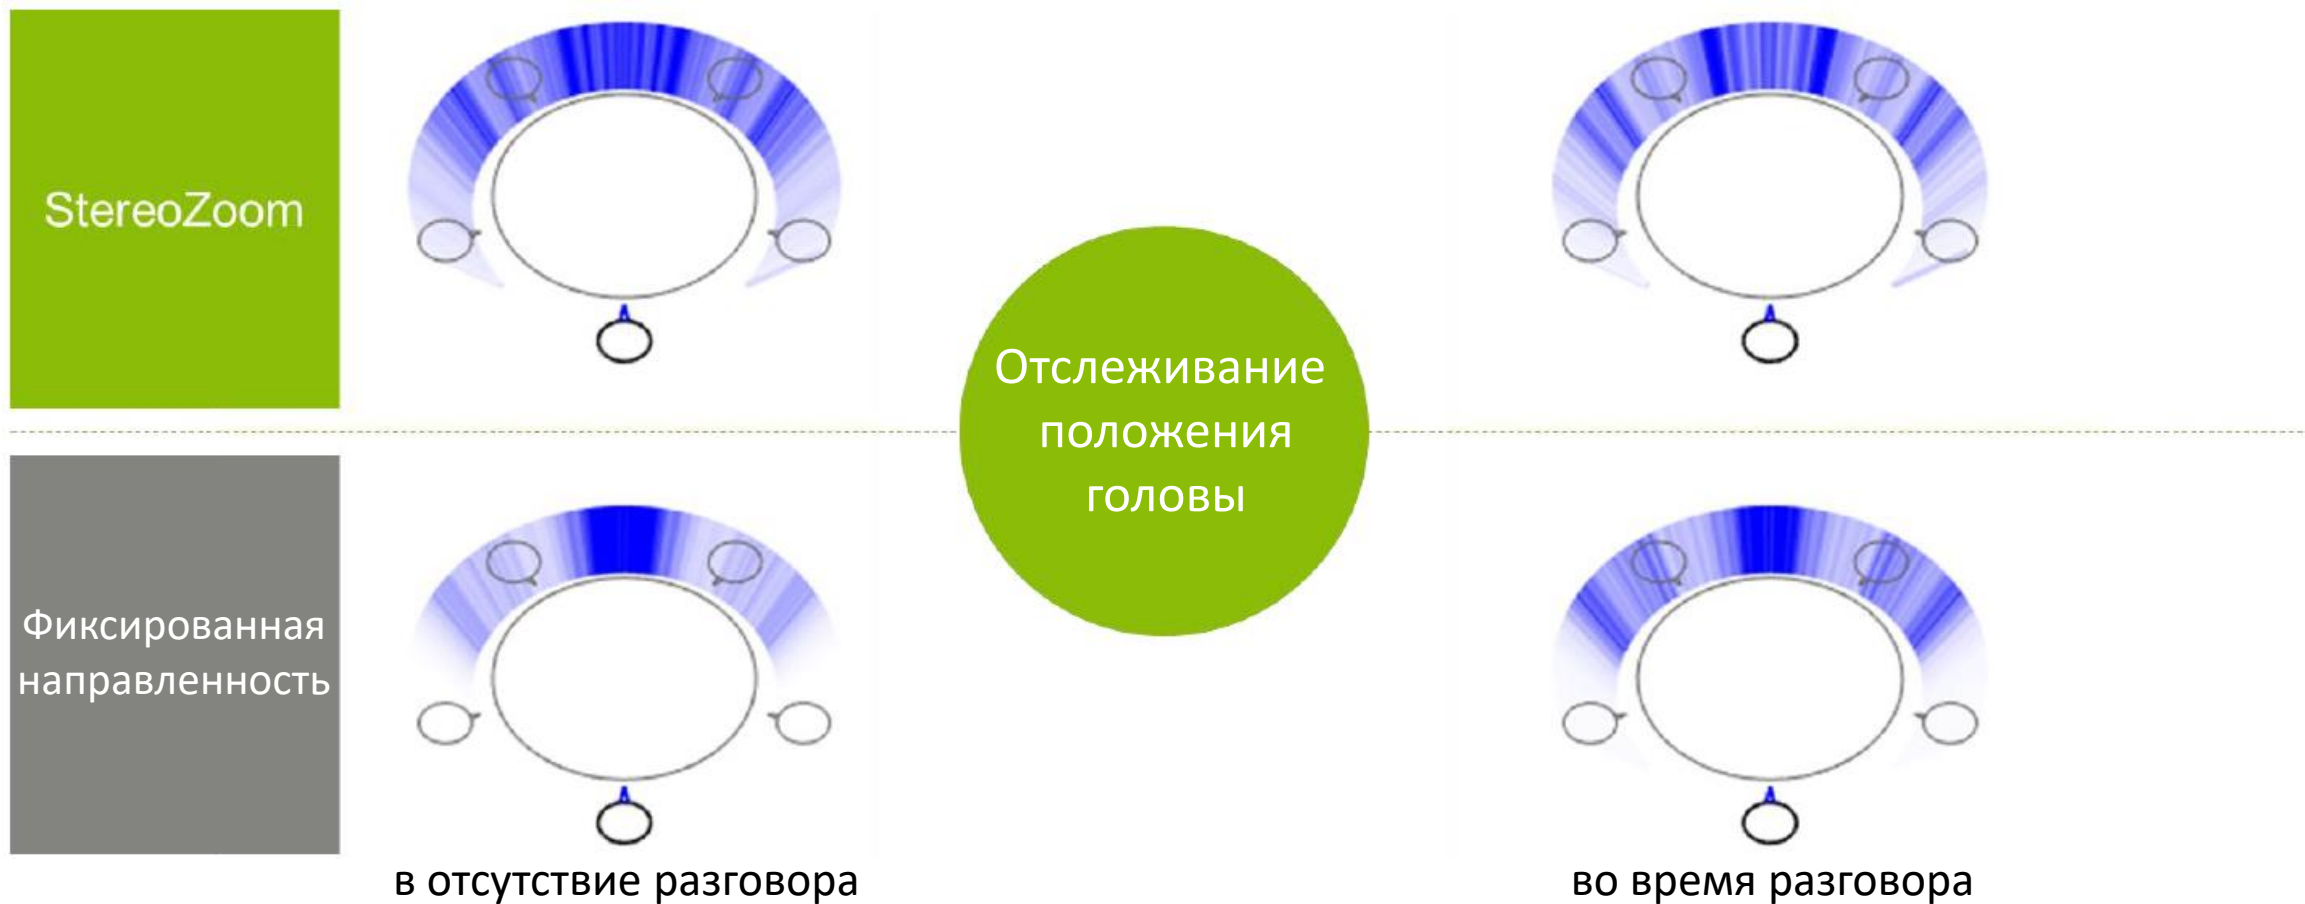 StereoZoom
Отслеживание
положения
головы
Фиксированная
направленность
в отсутствие разговора
во время разговора